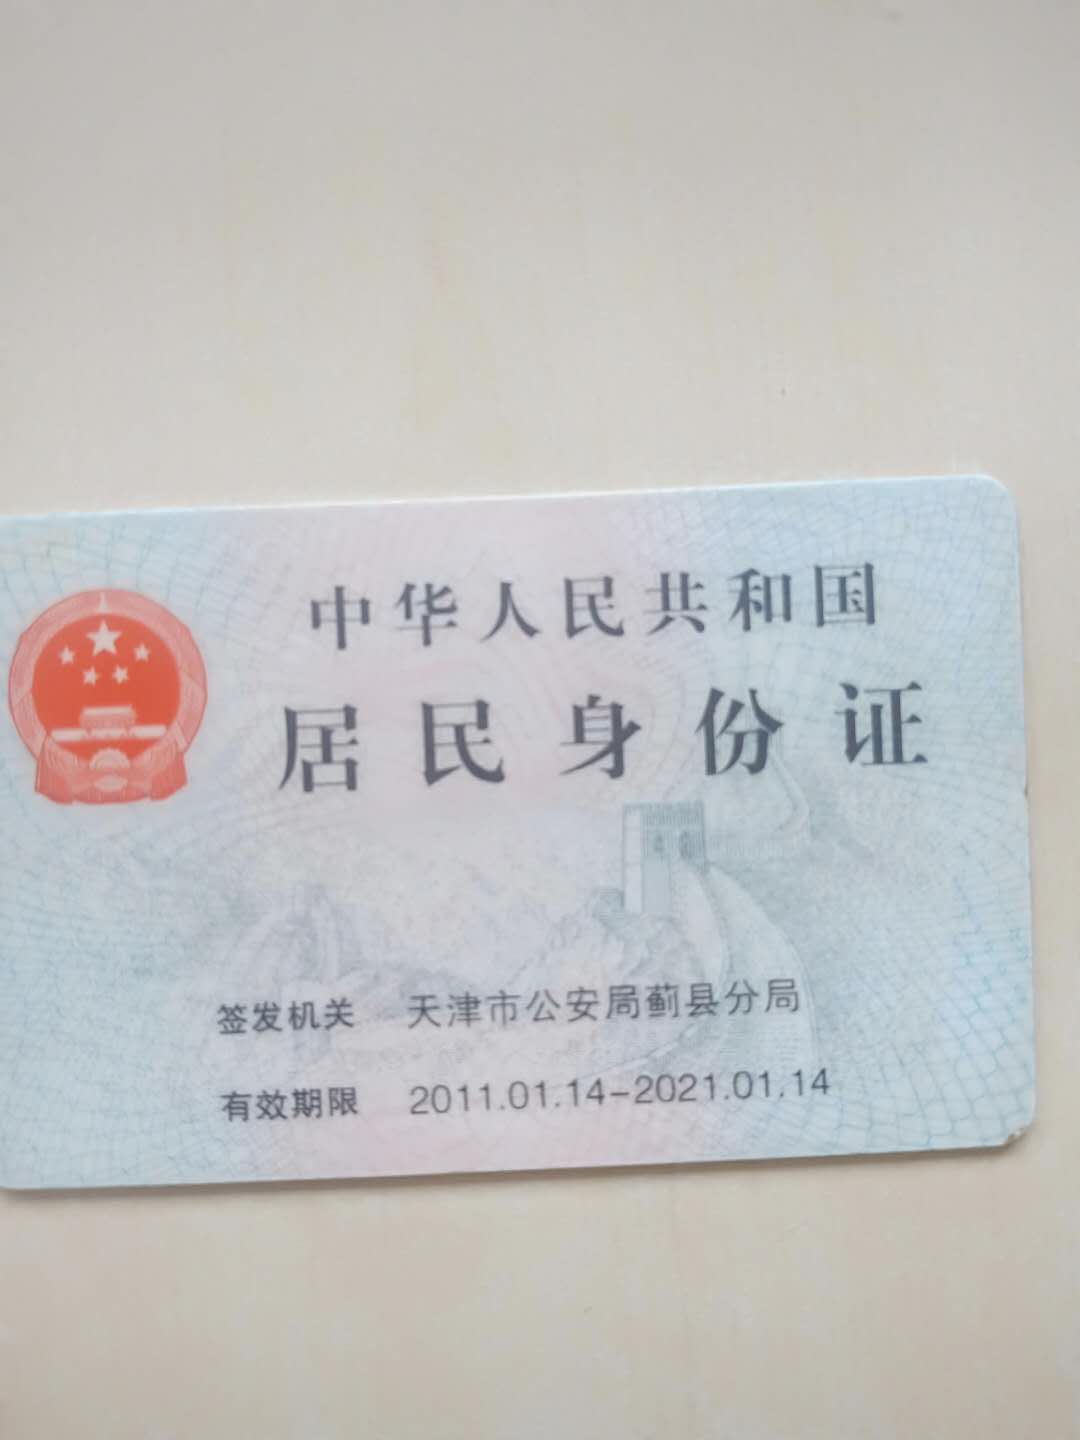 中华人民共和国
居民身份证
签发机关 天津市公安局蓟县分局
有效期限 2011.01.14-2021.01.14